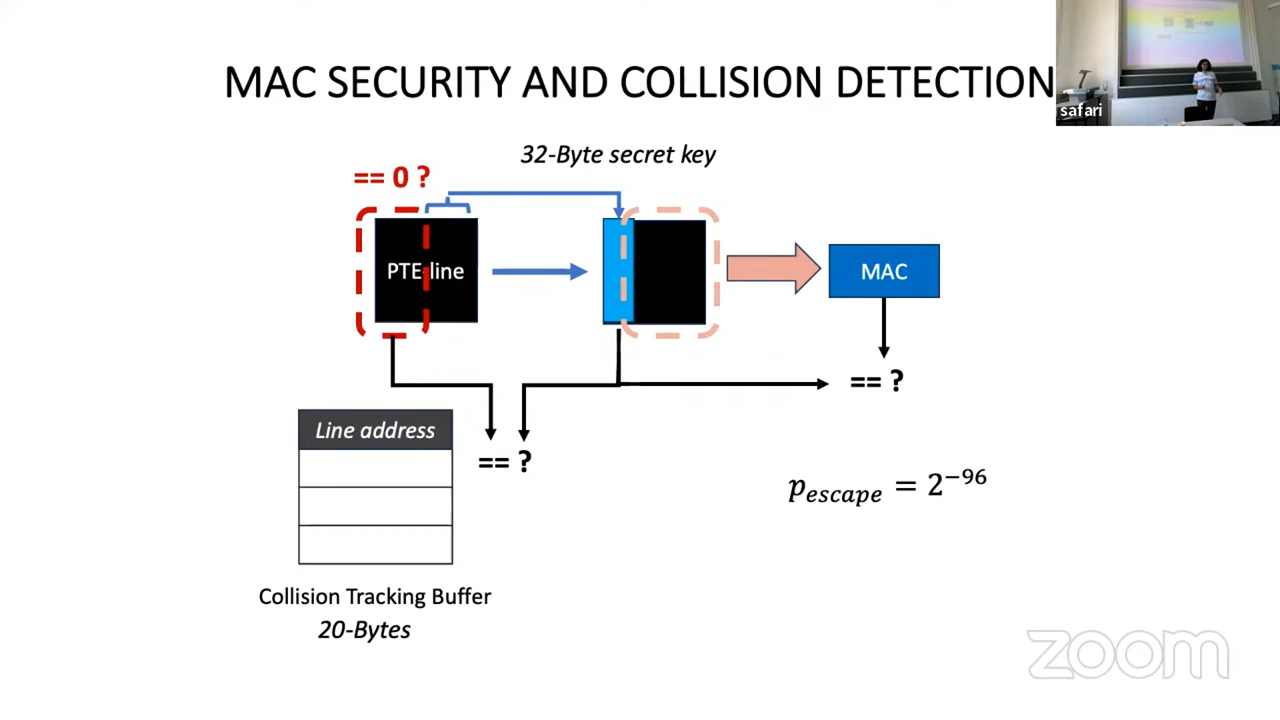 MAC SECURITY AND COLLISION DETECTION
safari
32-Byte secret key
== 0 ?
PTE line
MAC
== ?
Line address
== ?
p_escape = 2^-96
Collision Tracking Buffer
20-Bytes
zoom